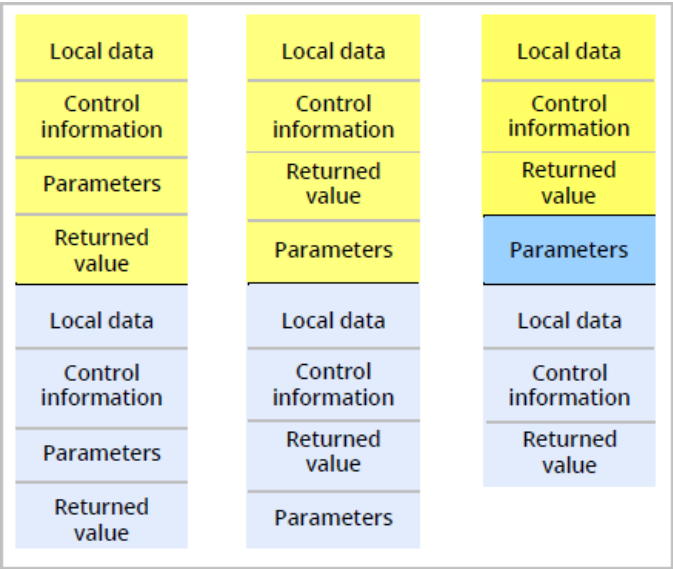 Local data
Control
information
Parameters
Returned
value
Local data
Control
information
Parameters
Returned
value
Local data
Control
information
Returned
value
Parameters
Local data
Control
information
Returned
value
Parameters
Local data
Control
information
Returned
value
Parameters
Local data
Control
information
Returned
value